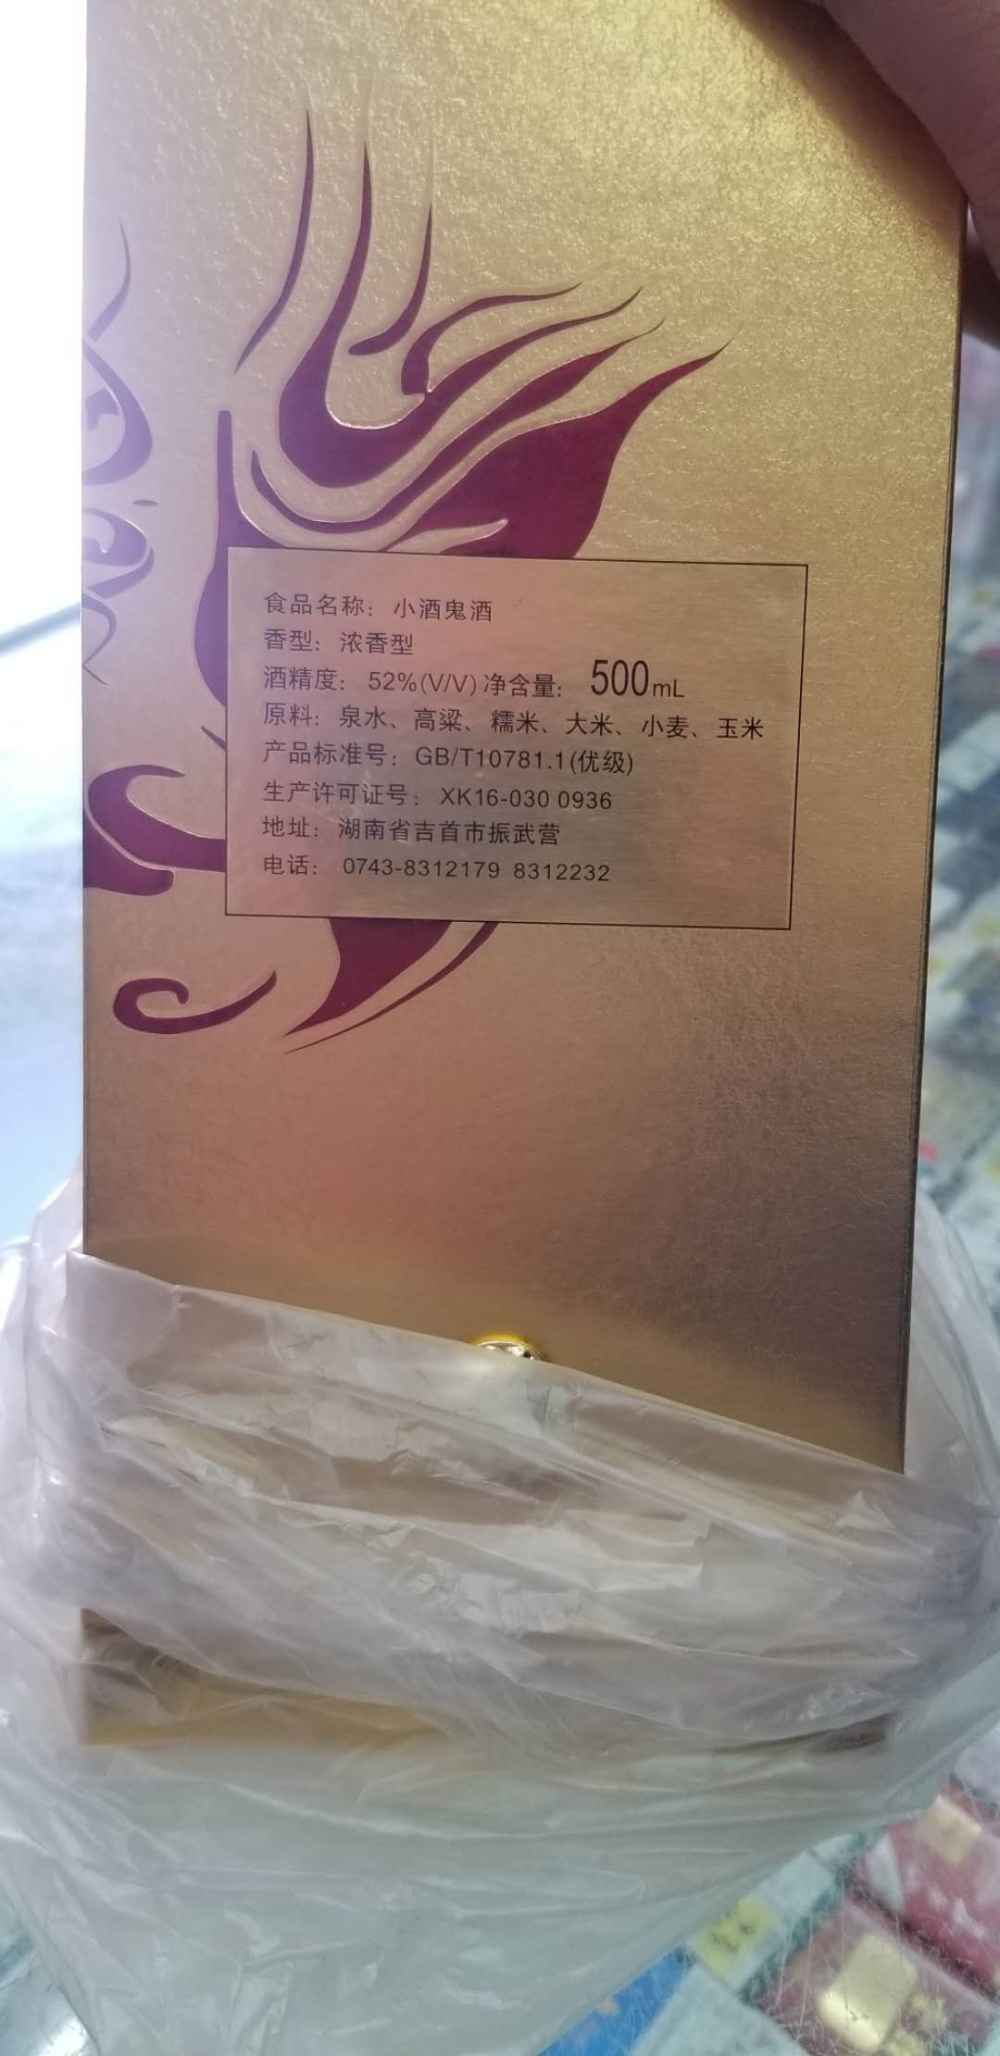 食品名称：小酒鬼酒
香型：浓香型
酒精度：52%(V/V) 净含量：500mL
原料：泉水、高粱、糯米、大米、小麦、玉米
产品标准号：GB/T10781.1(优级)
生产许可证号：XK16-030 0936
地址：湖南省吉首市振武营
电话：0743-8312179 8312232